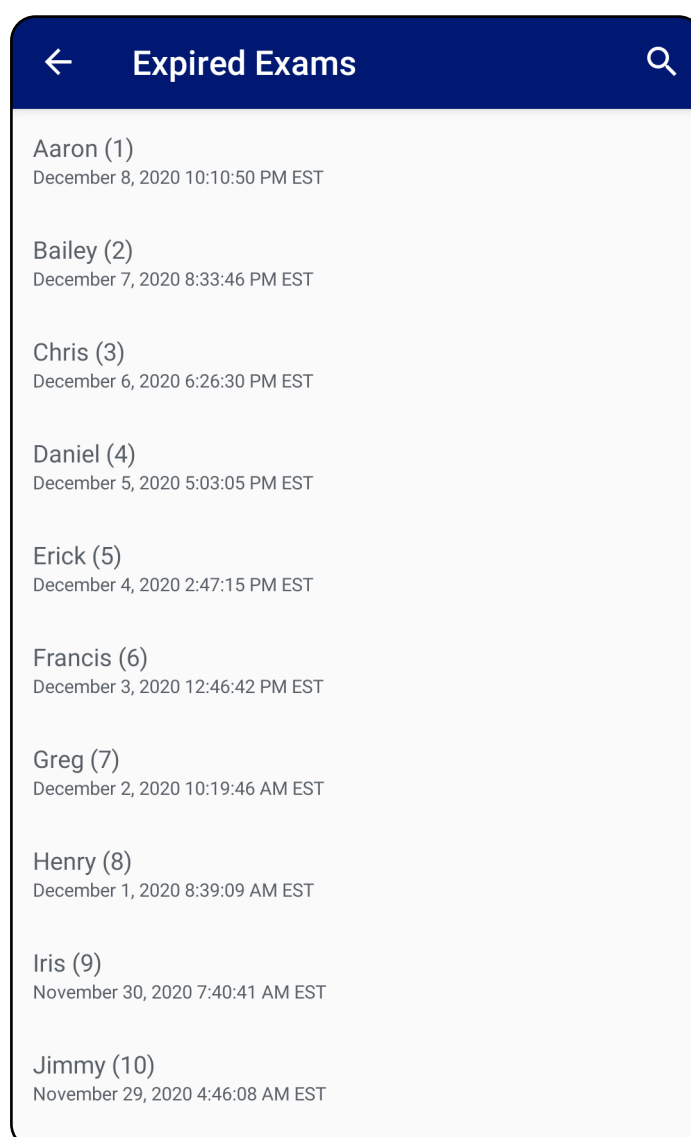 Expired Exams
Aaron (1)
December 8, 2020 10:10:50 PM EST
Bailey (2)
December 7, 2020 8:33:46 PM EST
Chris (3)
December 6, 2020 6:26:30 PM EST
Daniel (4)
December 5, 2020 5:03:05 PM EST
Erick (5)
December 4, 2020 2:47:15 PM EST
Francis (6)
December 3, 2020 12:46:42 PM EST
Greg (7)
December 2, 2020 10:19:46 AM EST
Henry (8)
December 1, 2020 8:39:09 AM EST
Iris (9)
November 30, 2020 7:40:41 AM EST
Jimmy (10)
November 29, 2020 4:46:08 AM EST